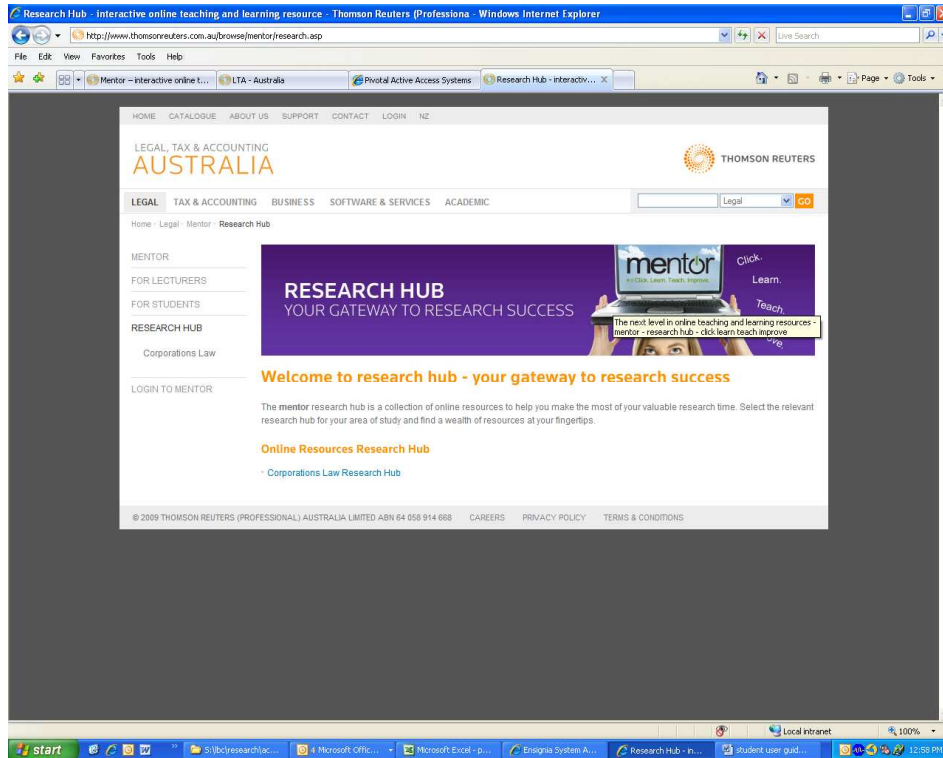 Research Hub - interactive online teaching and learning resource - Thomson Reuters (Professiona - Windows Internet Explorer
http://www.thomsonreuters.com.au/browse/mentor/research.asp
Live Search
File Edit View Favorites Tools Help
Mentor – interactive online t... LTA - Australia Pivotal Active Access Systems Research Hub - interactiv... X
Page Tools
HOME CATALOGUE ABOUT US SUPPORT CONTACT LOGIN NZ
LEGAL, TAX & ACCOUNTING
AUSTRALIA
THOMSON REUTERS
LEGAL TAX & ACCOUNTING BUSINESS SOFTWARE & SERVICES ACADEMIC
Legal GO
Home · Legal · Mentor · Research Hub
MENTOR
FOR LECTURERS
FOR STUDENTS
RESEARCH HUB
Corporations Law
LOGIN TO MENTOR
RESEARCH HUB
YOUR GATEWAY TO RESEARCH SUCCESS
mentor
Click. Learn. Teach. Improve.
Click.
Learn.
Teach.
The next level in online teaching and learning resources -
mentor - research hub - click learn teach improve
Welcome to research hub - your gateway to research success
The mentor research hub is a collection of online resources to help you make the most of your valuable research time. Select the relevant
research hub for your area of study and find a wealth of resources at your fingertips.
Online Resources Research Hub
Corporations Law Research Hub
© 2009 THOMSON REUTERS (PROFESSIONAL) AUSTRALIA LIMITED ABN 64 058 914 668 CAREERS PRIVACY POLICY TERMS & CONDITIONS
Local intranet 100%
start S:\lbc\research\ac... 4 Microsoft Offic... Microsoft Excel - p... Ensignia System A... Research Hub - in... student user guid... 12:58 PM